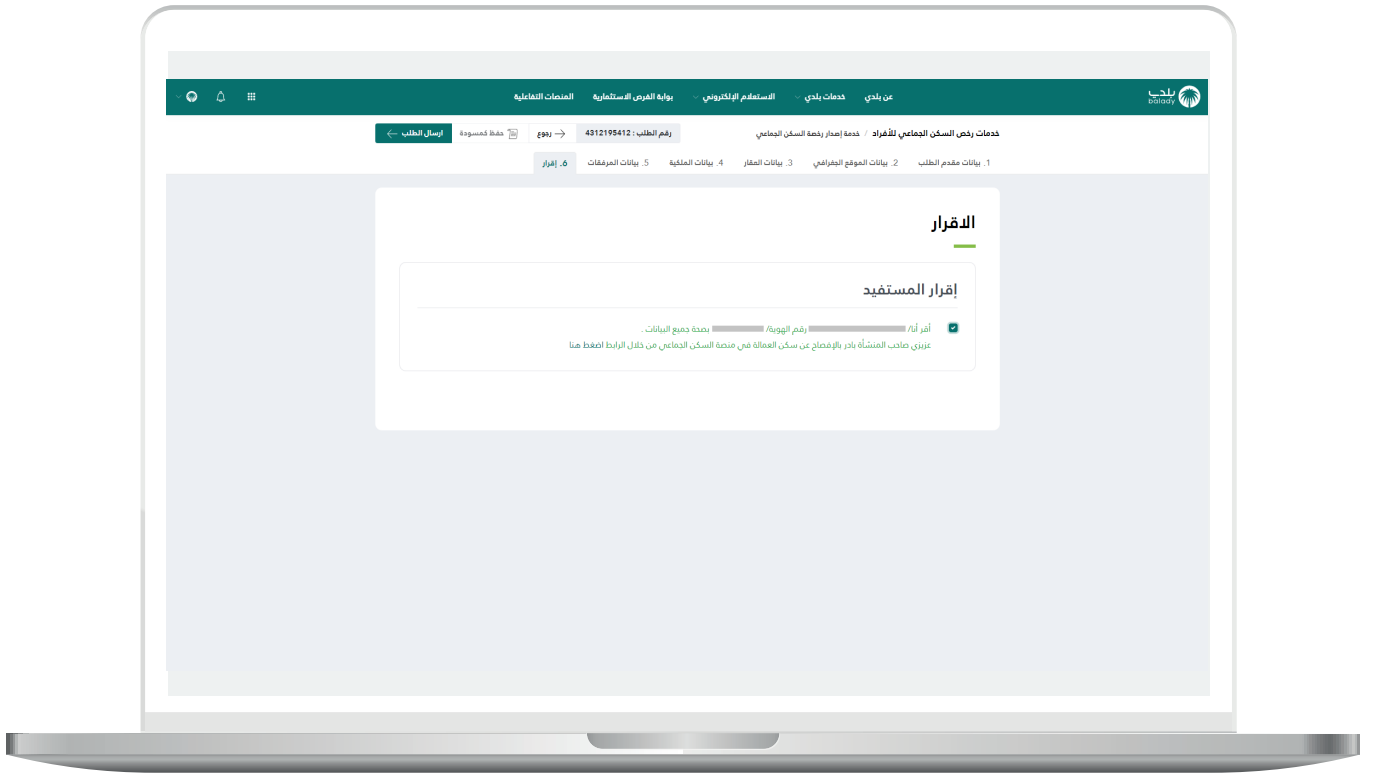 بلدي
balady
عن بلدي
خدمات بلدي
الاستعلام الإلكتروني
بوابة الفرص الاستثمارية
المنصات التفاعلية
خدمات رخص السكن الجماعي للأفراد / خدمة إصدار رخصة السكن الجماعي
رقم الطلب : 4312195412
رجوع
حفظ كمسودة
ارسال الطلب
1. بيانات مقدم الطلب
2. بيانات الموقع الجغرافي
3. بيانات العقار
4. بيانات الملكية
5. بيانات المرفقات
6. إقرار
الاقرار
إقرار المستفيد
أقر أنا/ رقم الهوية/ بصحة جميع البيانات .
عزيزي صاحب المنشأة بادر بالإفصاح عن سكن العمالة في منصة السكن الجماعي من خلال الرابط اضغط هنا